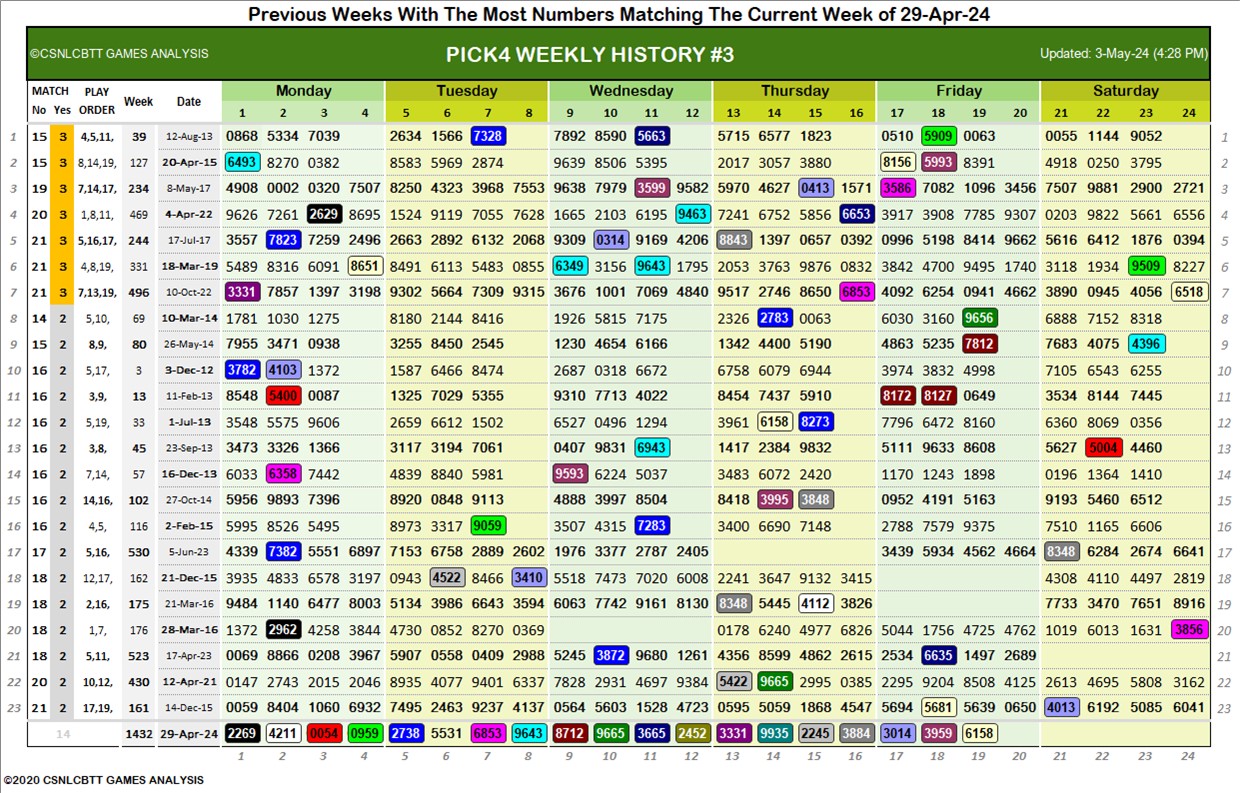 Previous Weeks With The Most Numbers Matching The Current Week of 29-Apr-24
©CSNLCBTT GAMES ANALYSIS PICK4 WEEKLY HISTORY #3 Updated: 3-May-24 (4:28 PM)
MATCH PLAY Week Date Monday Tuesday Wednesday Thursday Friday Saturday
No Yes ORDER 1 2 3 4 5 6 7 8 9 10 11 12 13 14 15 16 17 18 19 20 21 22 23 24
1 15 3 4,5,11, 39 12-Aug-13 0868 5334 7039 2634 1566 7328 7892 8590 5663 5715 6577 1823 0510 5909 0063 0055 1144 9052 1
2 15 3 8,14,19, 127 20-Apr-15 6493 8270 0382 8583 5969 2874 9639 8506 5395 2017 3057 3880 8156 5993 8391 4918 0250 3795 2
3 19 3 7,14,17, 234 8-May-17 4908 0002 0320 7507 8250 4323 3968 7553 9638 7979 3599 9582 5970 4627 0413 1571 3586 7082 1096 3456 7507 9881 2900 2721 3
4 20 3 1,8,11, 469 4-Apr-22 9626 7261 2629 8695 1524 9119 7055 7628 1665 2103 6195 9463 7241 6752 5856 6653 3917 3908 7785 9307 0203 9822 5661 6556 4
5 21 3 5,16,17, 244 17-Jul-17 3557 7823 7259 2496 2663 2892 6132 2068 9309 0314 9169 4206 8843 1397 0657 0392 0996 5198 8414 9662 5616 6412 1876 0394 5
6 21 3 4,8,19, 331 18-Mar-19 5489 8316 6091 8651 8491 6113 5483 0855 6349 3156 9643 1795 2053 3763 9876 0832 3842 4700 9495 1740 3118 1934 9509 8227 6
7 21 3 7,13,19, 496 10-Oct-22 3331 7857 1397 3198 9302 5664 7309 9315 3676 1001 7069 4840 9517 2746 8650 6853 4092 6254 0941 4662 3890 0945 4056 6518 7
8 14 2 5,10, 69 10-Mar-14 1781 1030 1275 8180 2144 8416 1926 5815 7175 2326 2783 0063 6030 3160 9656 6888 7152 8318 8
9 15 2 8,9, 80 26-May-14 7955 3471 0938 3255 8450 2545 1230 4654 6166 1342 4400 5190 4863 5235 7812 7683 4075 4396 9
10 16 2 5,17, 3 3-Dec-12 3782 4103 1372 1587 6466 8474 2687 0318 6672 6758 6079 6944 3974 3832 4998 7105 6543 6255 10
11 16 2 3,9, 13 11-Feb-13 8548 5400 0087 1325 7029 5355 9310 7713 4022 8454 7437 5910 8172 8127 0649 3534 8144 7445 11
12 16 2 5,19, 33 1-Jul-13 3548 5575 9606 2659 6612 1502 6527 0496 1294 3961 6158 8273 7796 6472 8160 6360 8069 0356 12
13 16 2 3,8, 45 23-Sep-13 3473 3326 1366 3117 3194 7061 0407 9831 6943 1417 2384 9832 5111 9633 8608 5627 5004 4460 13
14 16 2 7,14, 57 16-Dec-13 6033 6358 7442 4839 8840 5981 9593 6224 5037 3483 6072 2420 1170 1243 1898 0196 1364 1410 14
15 16 2 14,16, 102 27-Oct-14 5956 9893 7396 8920 0848 9113 4888 3997 8504 8418 3995 3848 0952 4191 5163 9193 5460 6512 15
16 16 2 4,5, 116 2-Feb-15 5995 8526 5495 8973 3317 9059 3507 4315 7283 3400 6690 7148 2788 7579 9375 7510 1165 6606 16
17 17 2 5,16, 530 5-Jun-23 4339 7382 5551 6897 7153 6758 2889 2602 1976 3377 2787 2405 3439 5934 4562 4664 8348 6284 2674 6641 17
18 18 2 12,17, 162 21-Dec-15 3935 4833 6578 3197 0943 4522 8466 3410 5518 7473 7020 6008 2241 3647 9132 3415 4308 4110 4497 2819 18
19 18 2 2,16, 175 21-Mar-16 9484 1140 6477 8003 5134 3986 6643 3594 6063 7742 9161 8130 8348 5445 4112 3826 7733 3470 7651 8916 19
20 18 2 1,7, 176 28-Mar-16 1372 2962 4258 3844 4730 0852 8270 0369 0178 6240 4977 6826 5044 1756 4725 4762 1019 6013 1631 3856 20
21 18 2 5,11, 523 17-Apr-23 0069 8866 0208 3967 5907 0558 0409 2988 5245 3872 9680 1261 4356 8599 4862 2615 2534 6635 1497 2689 21
22 20 2 10,12, 430 12-Apr-21 0147 2743 2015 2046 8935 4077 9401 6337 7828 2931 4697 9384 5422 9665 2995 0385 2295 9204 8508 4125 2613 4695 5808 3162 22
23 21 2 17,19, 161 14-Dec-15 0059 8404 1060 6932 7495 2463 9237 4137 0564 5603 1528 4723 0595 5059 1868 4547 5694 5681 5639 0650 4013 6192 5085 6041 23
14 1432 29-Apr-24 2269 4211 0054 0959 2738 5531 6853 9643 8712 9665 3665 2452 3331 9935 2245 3884 3014 3959 6158
1 2 3 4 5 6 7 8 9 10 11 12 13 14 15 16 17 18 19 20 21 22 23 24
©2020 CSNLCBTT GAMES ANALYSIS